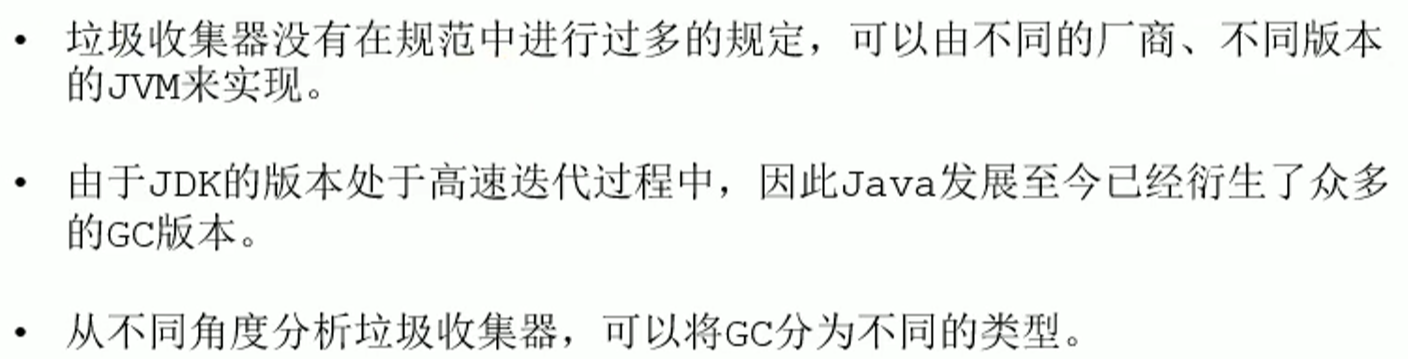 • 垃圾收集器没有在规范中进行过多的规定，可以由不同的厂商、不同版本
的JVM来实现。
• 由于JDK的版本处于高速迭代过程中，因此Java发展至今已经衍生了众多
的GC版本。
• 从不同角度分析垃圾收集器，可以将GC分为不同的类型。